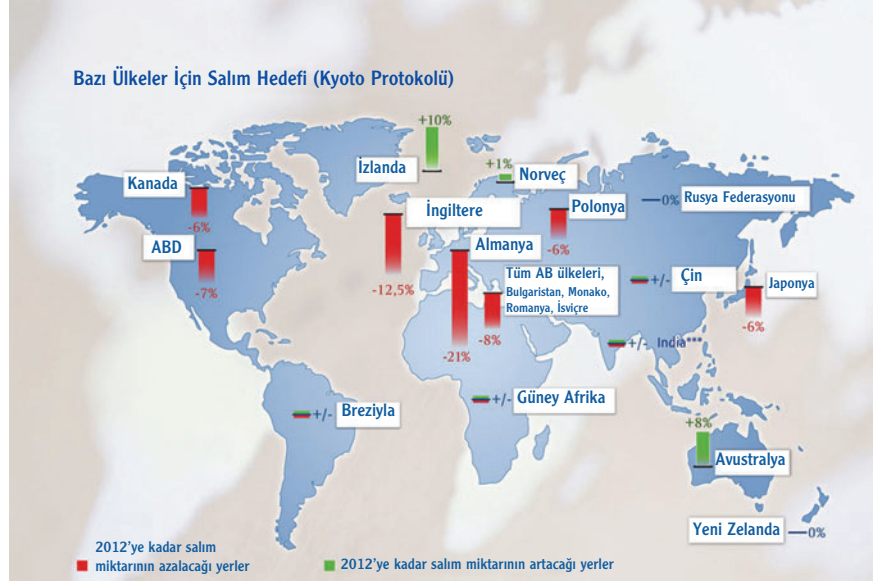 Bazı Ülkeler İçin Salım Hedefi (Kyoto Protokolü)
+10%
İzlanda
+1%
Norveç
Kanada
-6%
İngiltere
-12,5%
Polonya
-6%
0%
Rusya Federasyonu
ABD
-7%
Almanya
-21%
Tüm AB ülkeleri,
Bulgaristan, Monako,
Romanya, İsviçre
-8%
+/-
Çin
Japonya
-6%
+/- India***
+/-
Breziyla
+/-
Güney Afrika
+8%
Avustralya
Yeni Zelanda
0%
2012'ye kadar salım
miktarının azalacağı yerler
2012'ye kadar salım miktarının artacağı yerler